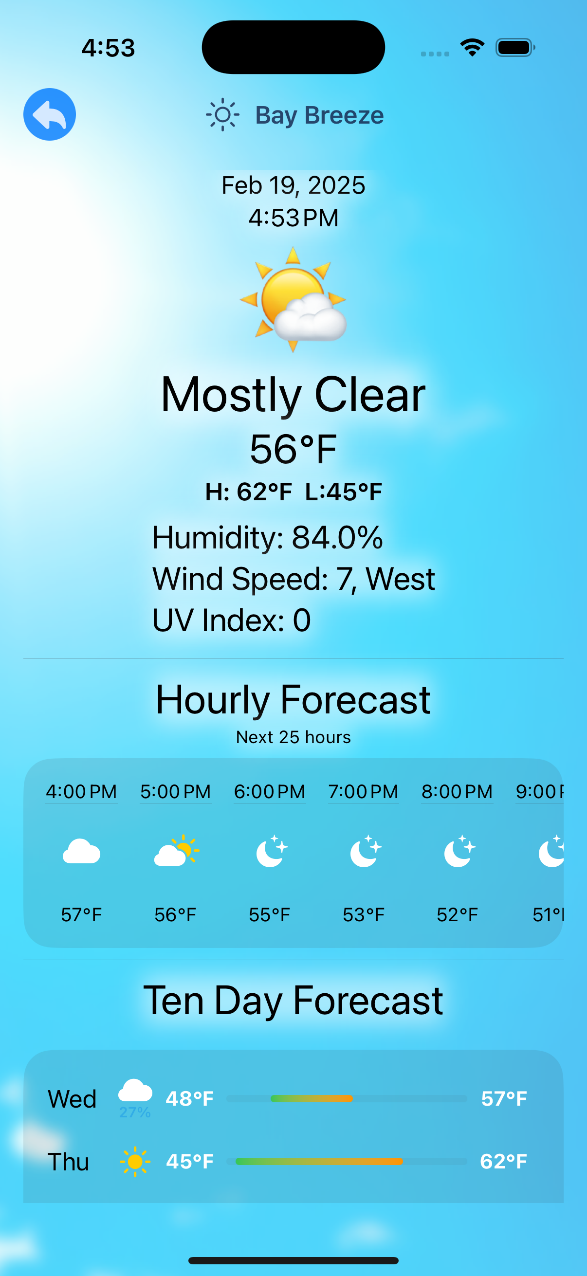 4:53
Bay Breeze
Feb 19, 2025
4:53 PM
Mostly Clear
56°F
H: 62°F L:45°F
Humidity: 84.0%
Wind Speed: 7, West
UV Index: 0
Hourly Forecast
Next 25 hours
4:00 PM 5:00 PM 6:00 PM 7:00 PM 8:00 PM 9:00
57°F 56°F 55°F 53°F 52°F 51°
Ten Day Forecast
Wed 27% 48°F 57°F
Thu 45°F 62°F